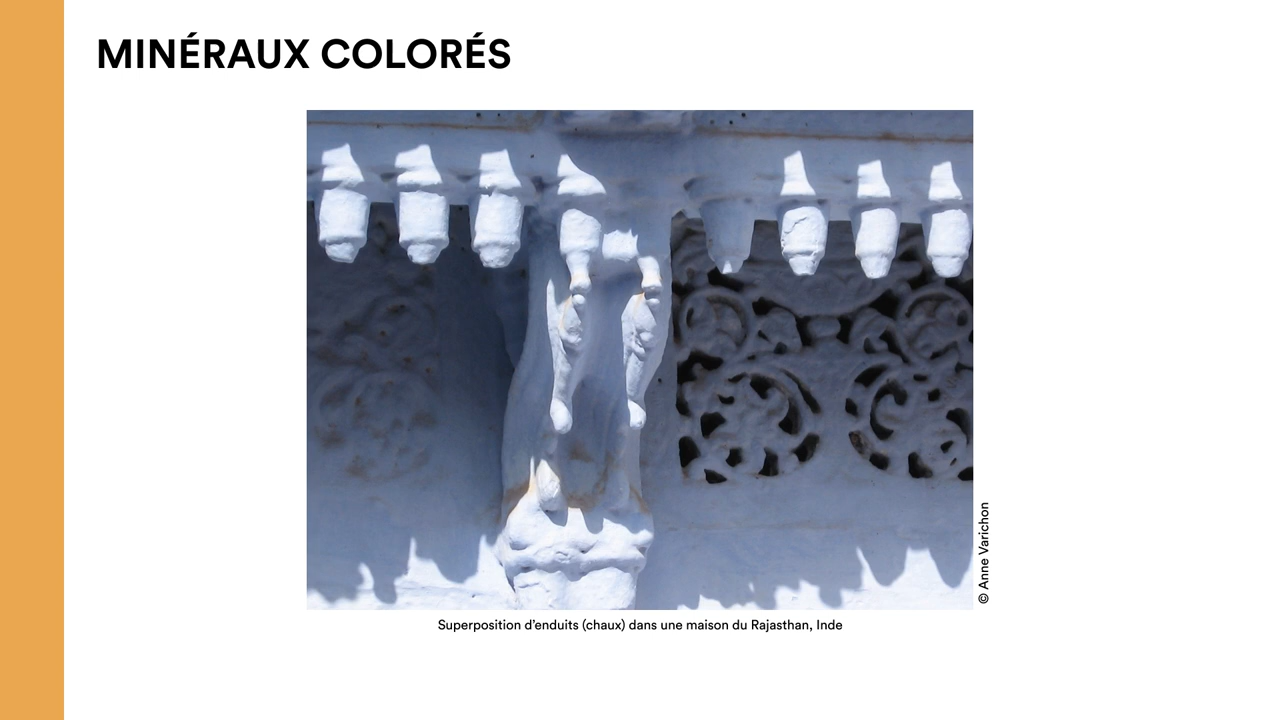 MINÉRAUX COLORÉS
© Anne Varichon
Superposition d’enduits (chaux) dans une maison du Rajasthan, Inde